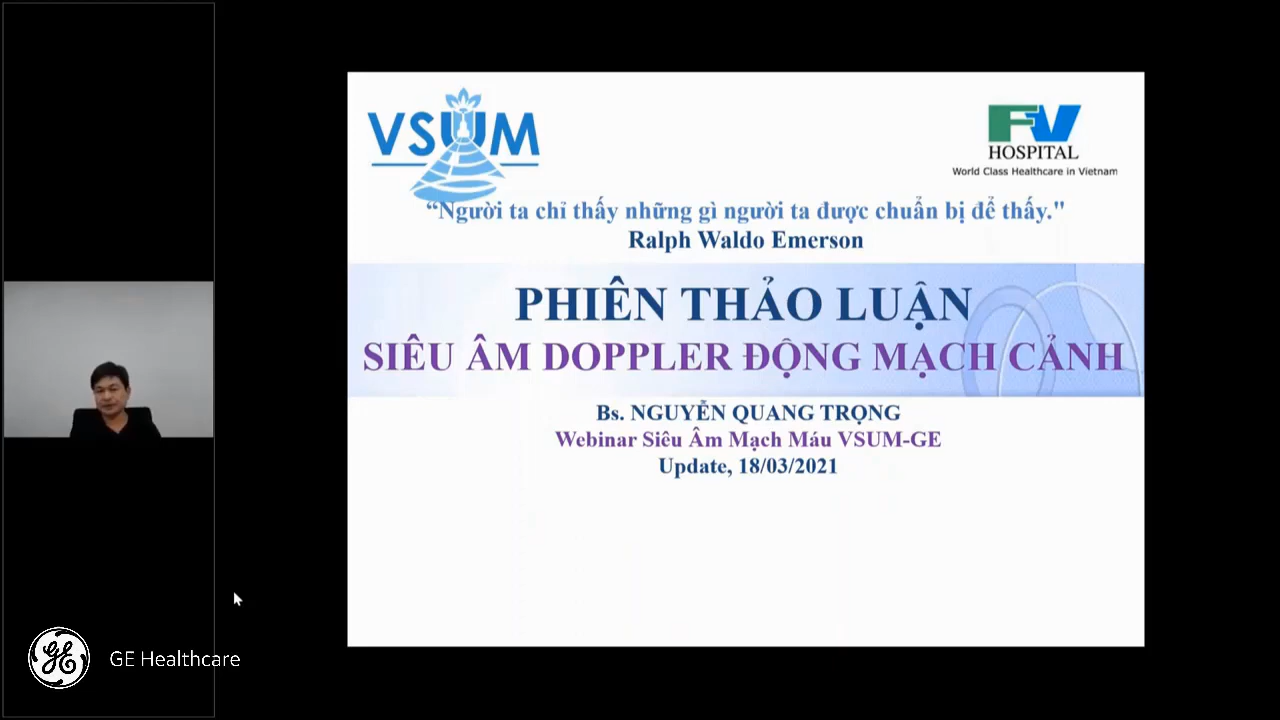 VSUM
FV
HOSPITAL
World Class Healthcare in Vietnam
“Người ta chỉ thấy những gì người ta được chuẩn bị để thấy."
Ralph Waldo Emerson
PHIÊN THẢO LUẬN
SIÊU ÂM DOPPLER ĐỘNG MẠCH CẢNH
Bs. NGUYỄN QUANG TRỌNG
Webinar Siêu Âm Mạch Máu VSUM-GE
Update, 18/03/2021
GE
GE Healthcare